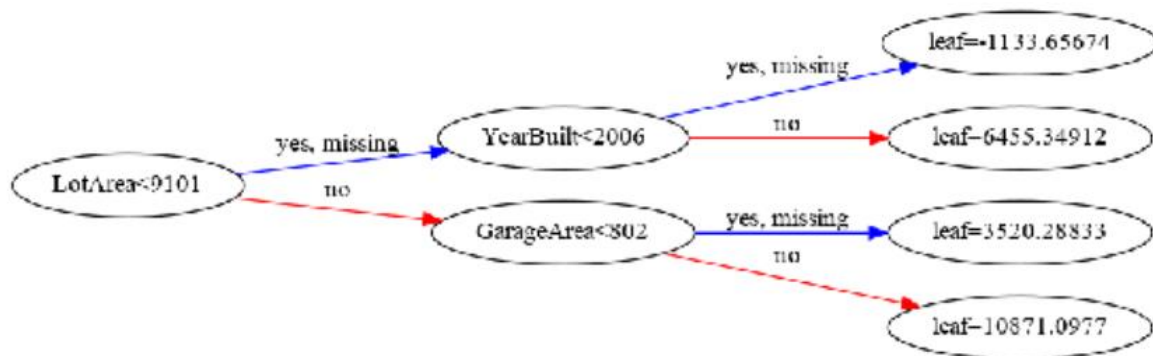 leaf=-1133.65674
yes, missing
YearBuilt<2006
no
yes, missing
leaf=6455.34912
LotArea<9101
no
yes, missing
GarageArea<802
leaf=3520.28833
no
leaf=10871.0977